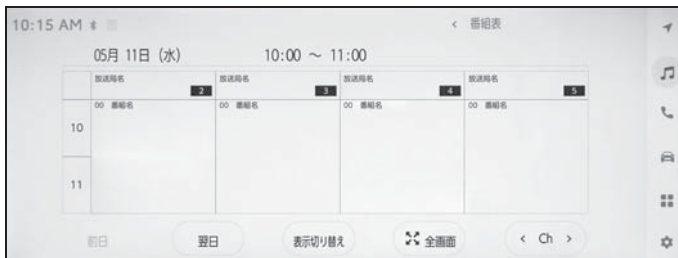 10:15 AM
< 番組表
05月 11日 (水) 10:00 ～ 11:00
放送局名 放送局名 放送局名 放送局名
2 3 4 5
00 番組名 00 番組名 00 番組名 00 番組名
10
11
前日 翌日 表示切り替え 全画面 < Ch >